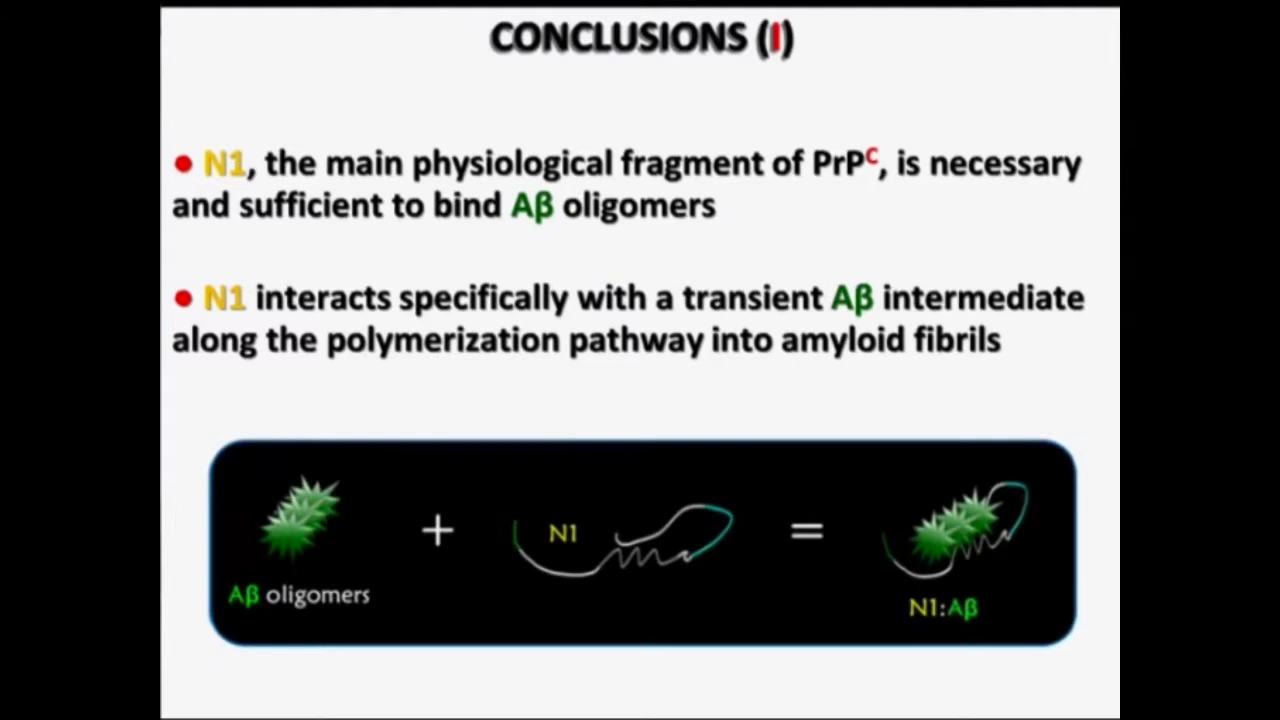 CONCLUSIONS (I)
● N1, the main physiological fragment of PrPᶜ, is necessary
and sufficient to bind Aβ oligomers
● N1 interacts specifically with a transient Aβ intermediate
along the polymerization pathway into amyloid fibrils
+ N1 =
Aβ oligomers
N1:Aβ